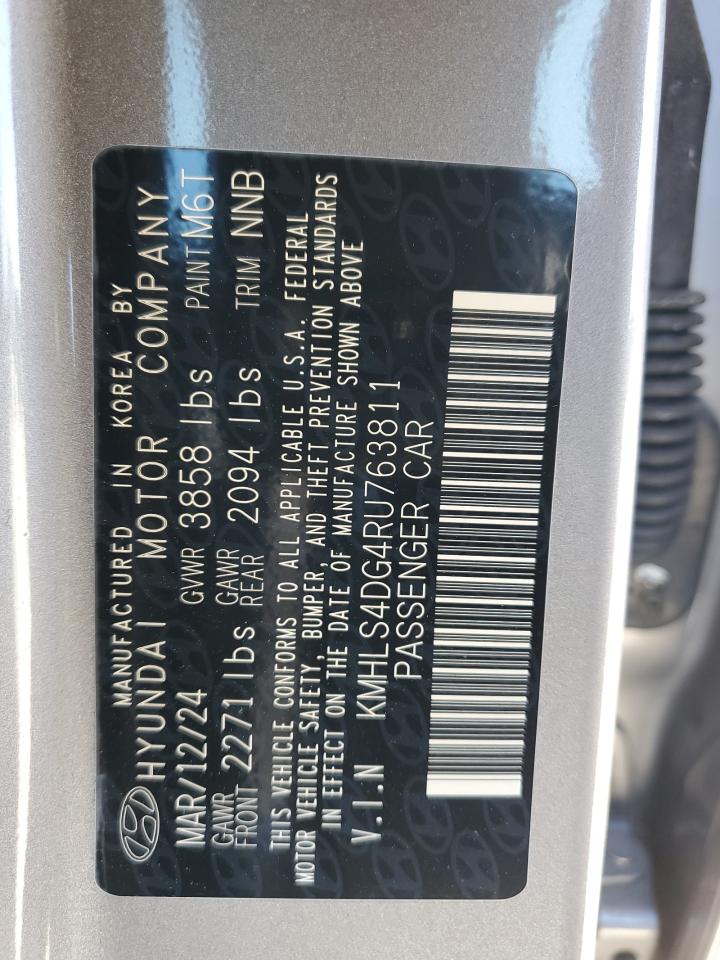 MANUFACTURED IN KOREA BY
HYUNDAI MOTOR COMPANY
MAR/12/24 GVWR 3858 lbs PAINT M6T
GAWR FRONT 2271 lbs GAWR REAR 2094 lbs TRIM NNB
THIS VEHICLE CONFORMS TO ALL APPLICABLE U.S.A. FEDERAL
MOTOR VEHICLE SAFETY, BUMPER, AND THEFT PREVENTION STANDARDS
IN EFFECT ON THE DATE OF MANUFACTURE SHOWN ABOVE
V.I.N KMHLS4DG4RU763811
PASSENGER CAR